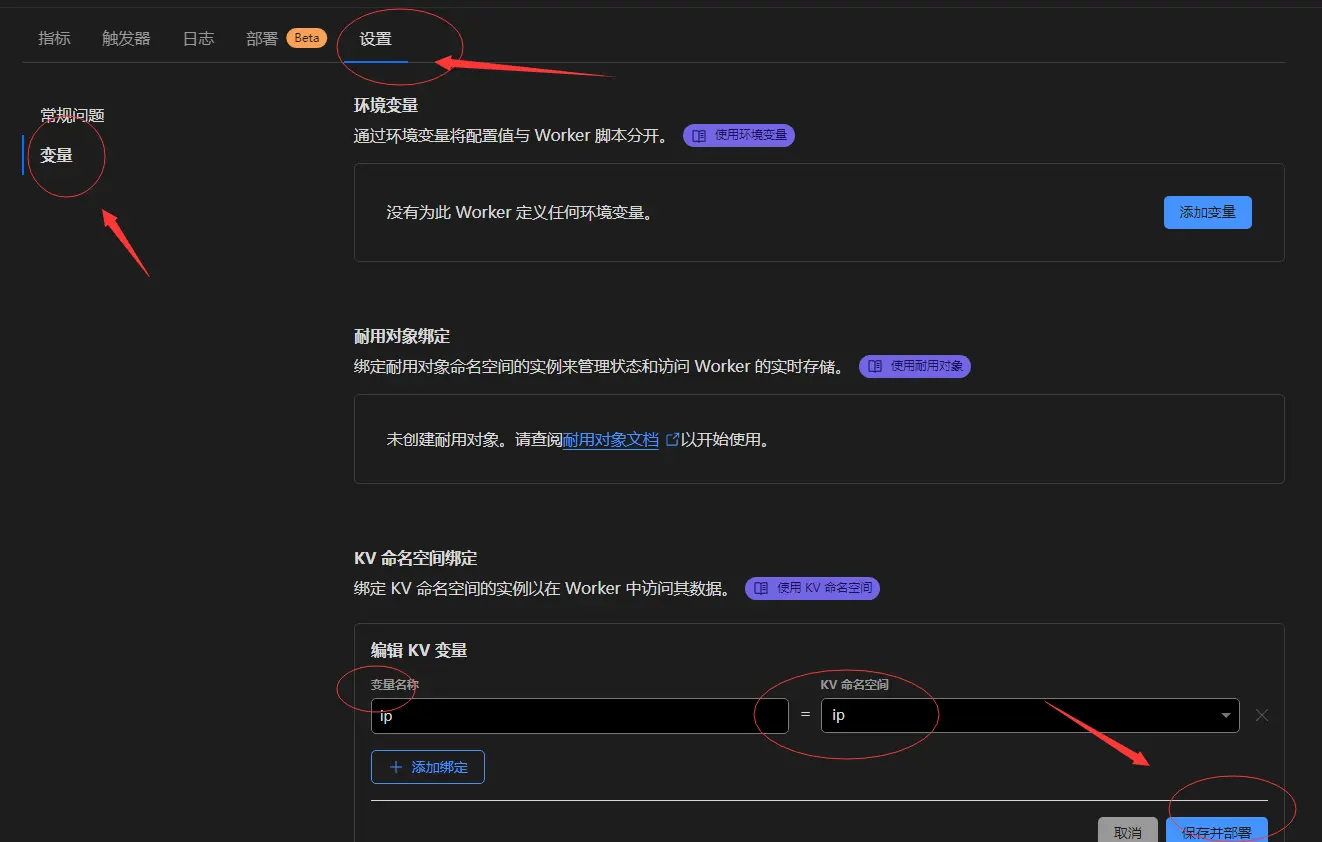 指标 触发器 日志 部署 Beta 设置
常规问题
变量
环境变量
通过环境变量将配置值与 Worker 脚本分开。 使用环境变量
没有为此 Worker 定义任何环境变量。 添加变量
耐用对象绑定
绑定耐用对象命名空间的实例来管理状态和访问 Worker 的实时存储。 使用耐用对象
未创建耐用对象。请查阅耐用对象文档以开始使用。
KV 命名空间绑定
绑定 KV 命名空间的实例以在 Worker 中访问其数据。 使用 KV 命名空间
编辑 KV 变量
变量名称 KV 命名空间
ip = ip
+ 添加绑定
取消 保存并部署